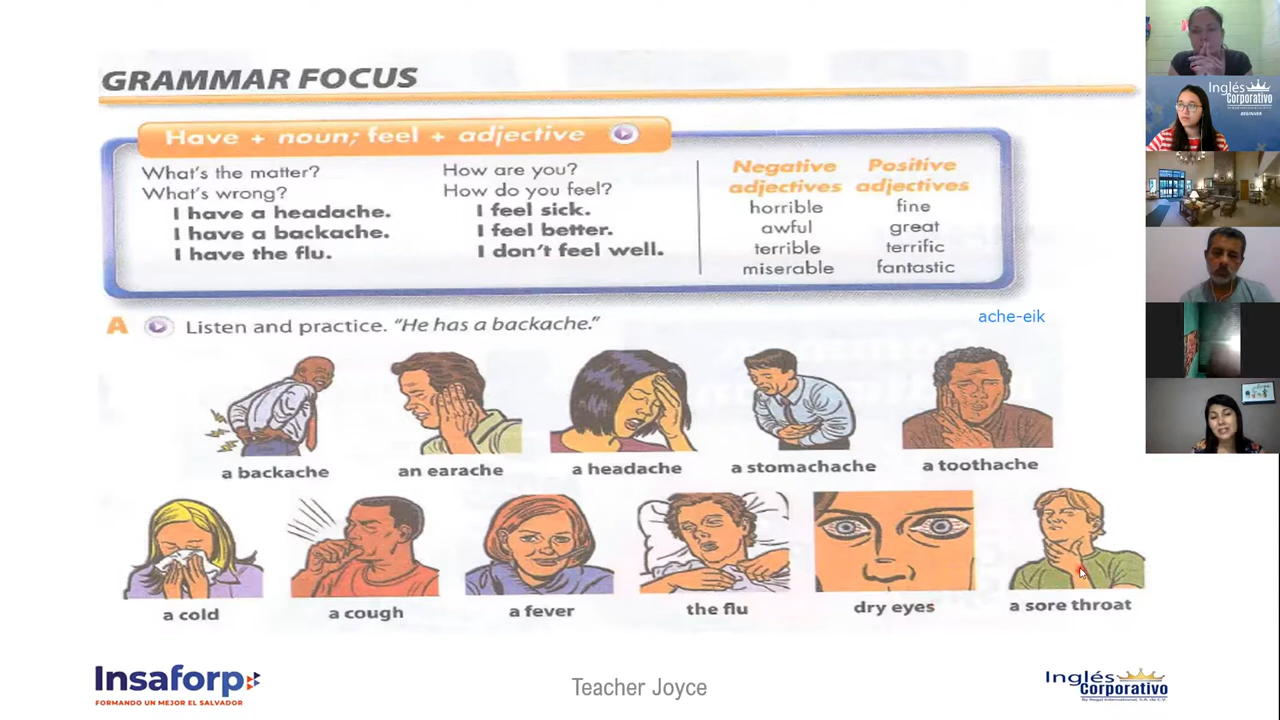 GRAMMAR FOCUS
Have + noun; feel + adjective
What's the matter?
What's wrong?
I have a headache.
I have a backache.
I have the flu.
How are you?
How do you feel?
I feel sick.
I feel better.
I don't feel well.
Negative adjectives
horrible
awful
terrible
miserable
Positive adjectives
fine
great
terrific
fantastic
A Listen and practice. "He has a backache."
ache-eik
a backache
an earache
a headache
a stomachache
a toothache
a cold
a cough
a fever
the flu
dry eyes
a sore throat
Insaforp
FORMANDO UN MEJOR EL SALVADOR
Teacher Joyce
Inglés
Corporativo
Inglés
Corporativo
BEGINNER